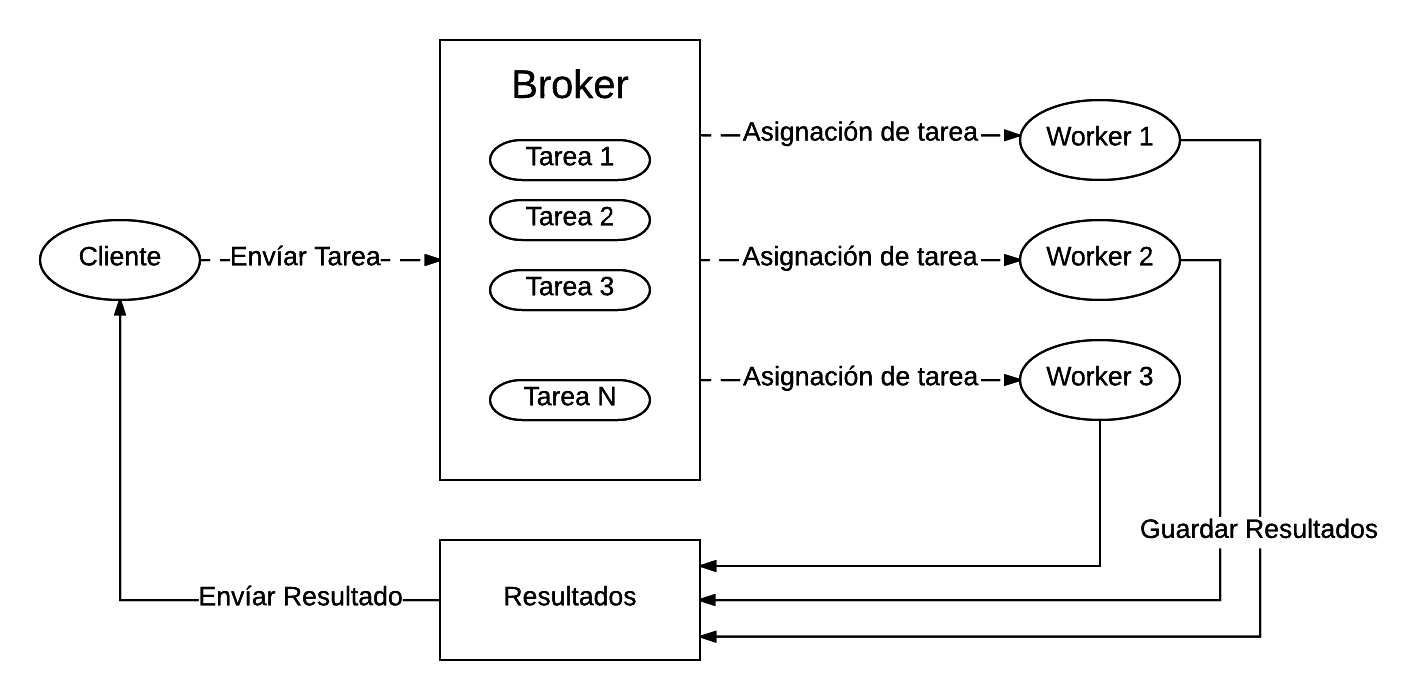 Broker
Tarea 1
Tarea 2
Tarea 3
Tarea N
Cliente
Envíar Tarea
Asignación de tarea
Worker 1
Asignación de tarea
Worker 2
Asignación de tarea
Worker 3
Guardar Resultados
Resultados
Envíar Resultado